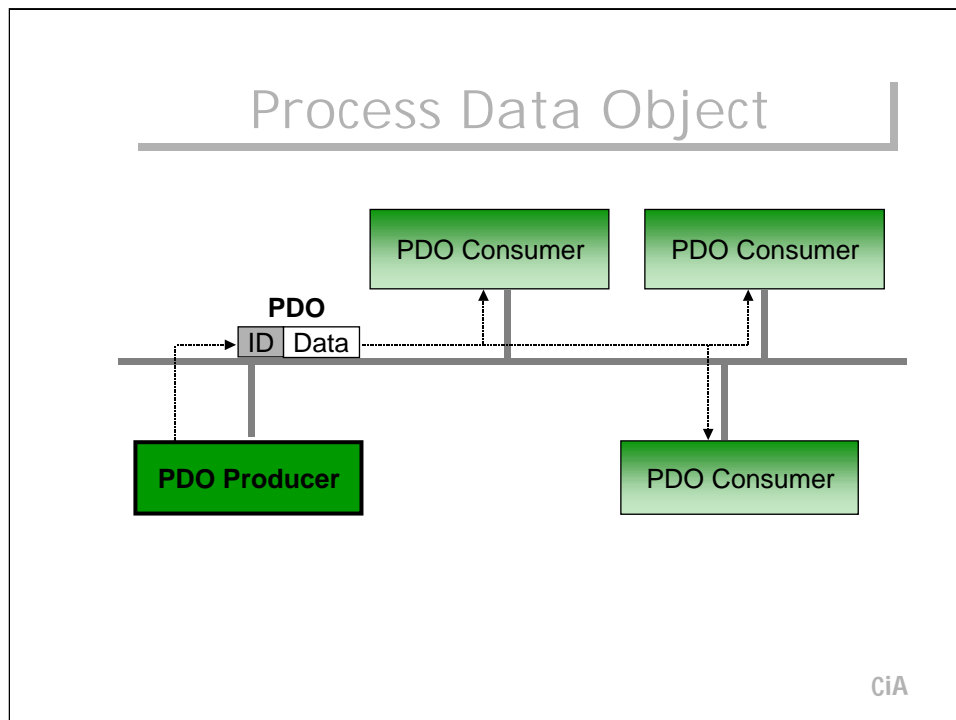 Process Data Object
PDO Consumer
PDO Consumer
PDO
ID Data
PDO Producer
PDO Consumer
CiA